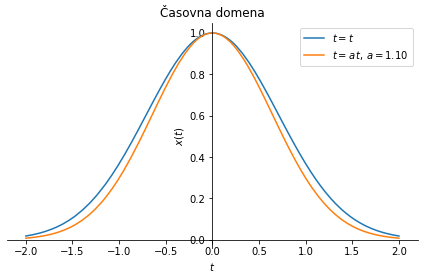 Časovna domena
t = t
t = at, a = 1.10
x(t)
1.0
0.8
0.6
0.4
0.2
0.0
−2.0 −1.5 −1.0 −0.5 0.0 0.5 1.0 1.5 2.0
t